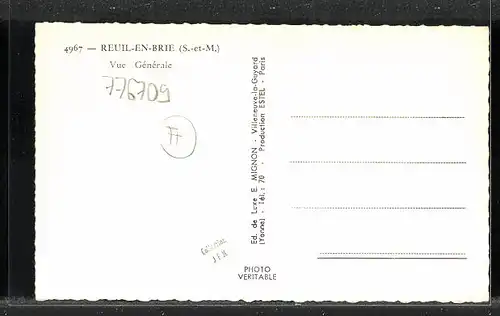 4967 — REUIL-EN-BRIE (S.-et-M.)
Vue Générale
776709
77
Ed. de Luxe E. MIGNON - Villeneuve-la-Guyard
(Yonne) - Tél. : 70 - Production ESTEL - Paris
PHOTO
VERITABLE